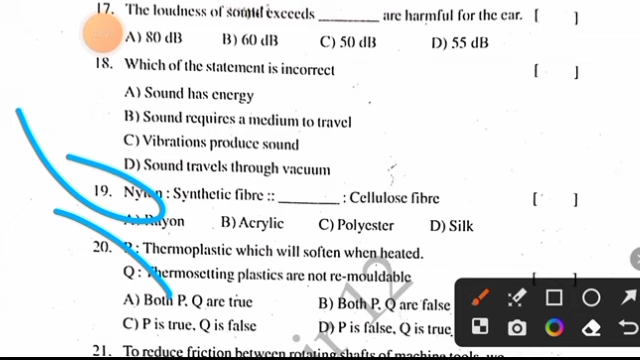 17. The loudness of sound exceeds ________ are harmful for the ear. [ ]
A) 80 dB B) 60 dB C) 50 dB D) 55 dB
18. Which of the statement is incorrect [ ]
A) Sound has energy
B) Sound requires a medium to travel
C) Vibrations produce sound
D) Sound travels through vacuum
19. Nylon : Synthetic fibre :: ________ : Cellulose fibre [ ]
A) Rayon B) Acrylic C) Polyester D) Silk
20. P : Thermoplastic which will soften when heated.
Q : Thermosetting plastics are not re-mouldable [ ]
A) Both P, Q are true B) Both P, Q are false
C) P is true, Q is false D) P is false, Q is true
21. To reduce friction between rotating shafts of machine tools, we
12